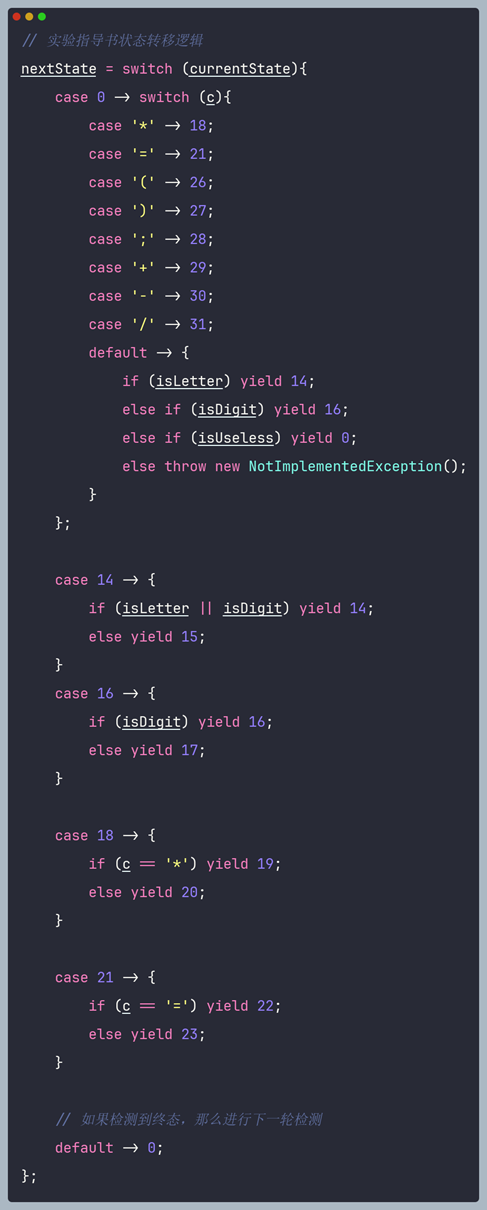 // 实验指导书状态转移逻辑
nextState = switch (currentState){
    case 0 -> switch (c){
        case '*' -> 18;
        case '=' -> 21;
        case '(' -> 26;
        case ')' -> 27;
        case ';' -> 28;
        case '+' -> 29;
        case '-' -> 30;
        case '/' -> 31;
        default -> {
            if (isLetter) yield 14;
            else if (isDigit) yield 16;
            else if (isUseless) yield 0;
            else throw new NotImplementedException();
        }
    };
    case 14 -> {
        if (isLetter || isDigit) yield 14;
        else yield 15;
    }
    case 16 -> {
        if (isDigit) yield 16;
        else yield 17;
    }
    case 18 -> {
        if (c == '*') yield 19;
        else yield 20;
    }
    case 21 -> {
        if (c == '=') yield 22;
        else yield 23;
    }
    // 如果检测到终态，那么进行下一轮检测
    default -> 0;
};